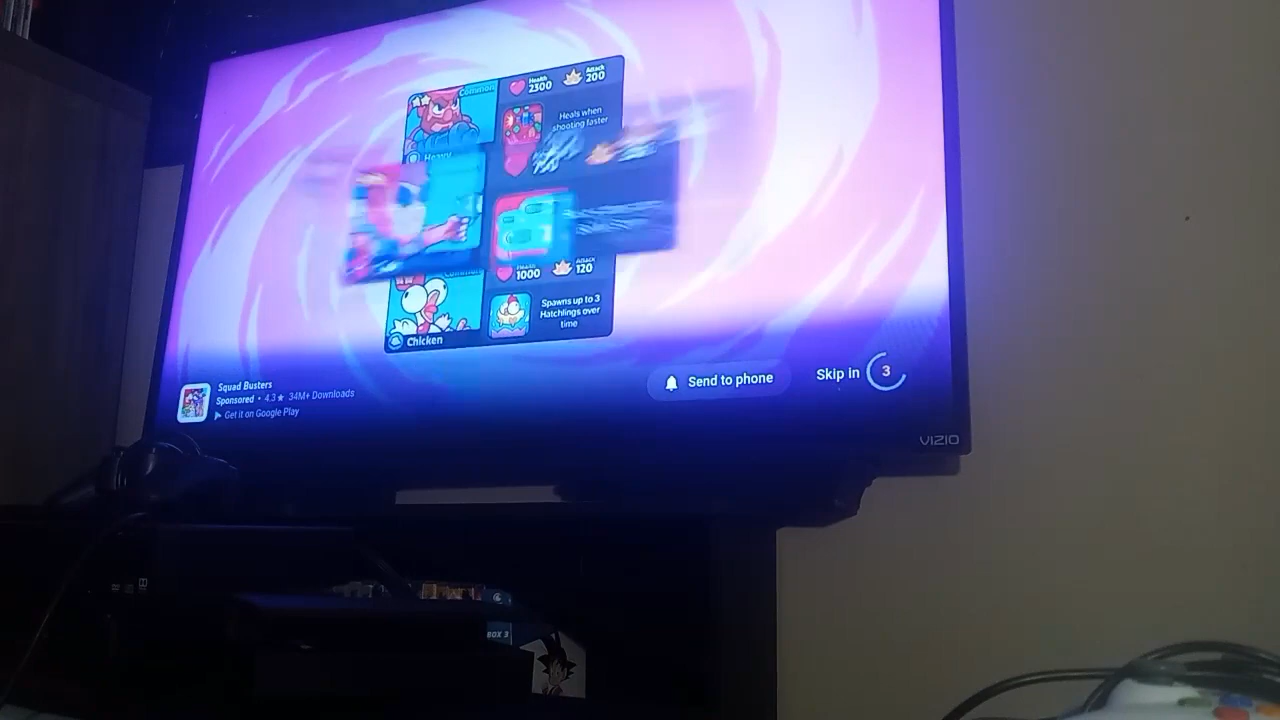 Common
Health
2300
Attack
200
Heals when
shooting faster
Heavy
Common
Health
1000
Attack
120
Spawns up to 3
Hatchlings over
time
Chicken
Squad Busters
Sponsored • 4.3★ 34M+ Downloads
Get it on Google Play
Send to phone
Skip in 3
VIZIO
BOX 3